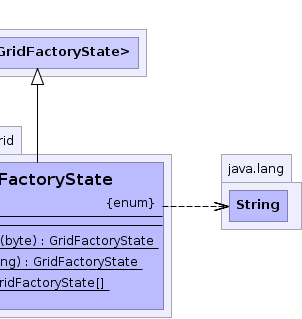 GridFactoryState>
rid
FactoryState
{enum}
(byte) : GridFactoryState
ng) : GridFactoryState
ridFactoryState[]
java.lang
String